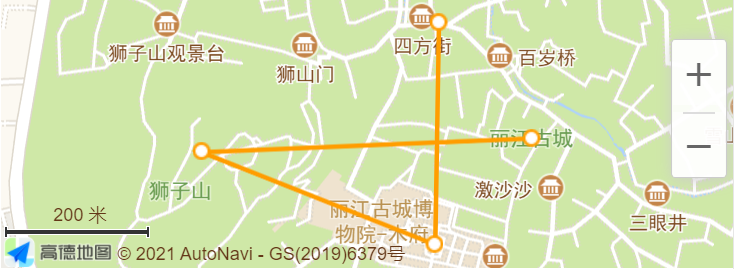 四方街
狮子山观景台
百岁桥
狮山门
丽江古城
狮子山
激沙沙
丽江古城博
物院-木府
三眼井
200 米
高德地图 © 2021 AutoNavi - GS(2019)6379号